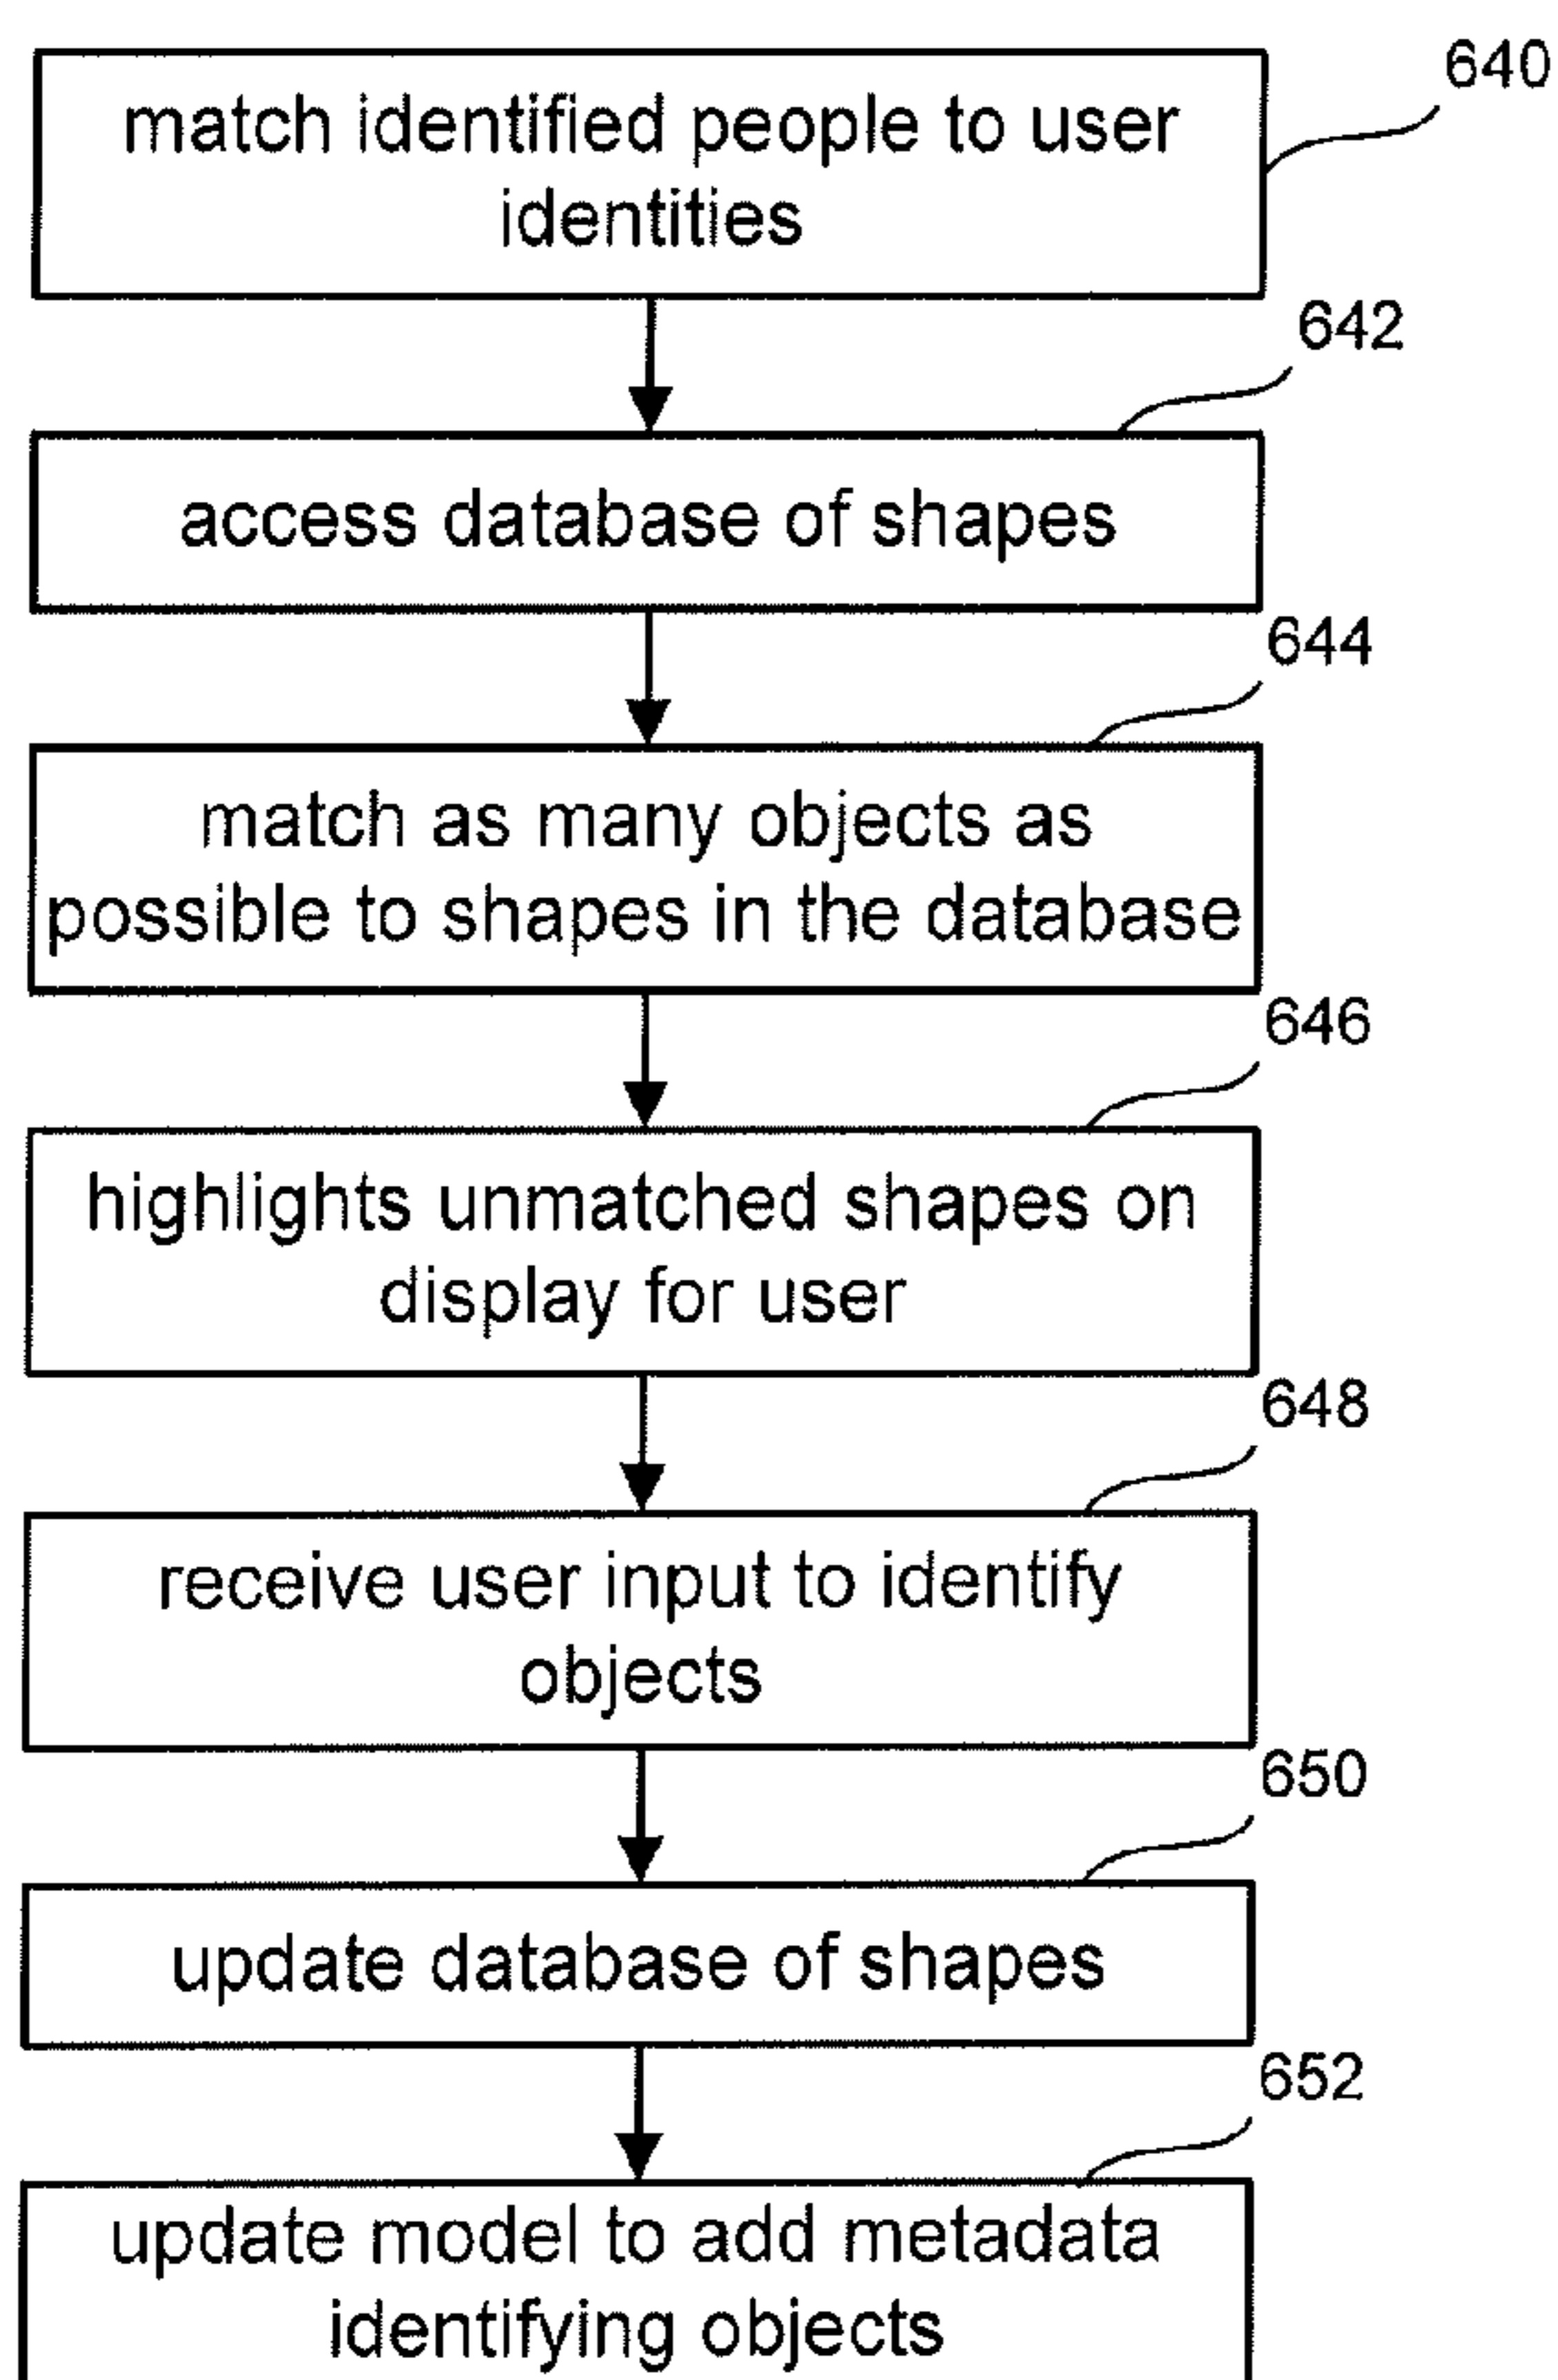 640
match identified people to user
identities
642
access database of shapes
644
match as many objects as
possible to shapes in the database
646
highlights unmatched shapes on
display for user
648
receive user input to identify
objects
650
update database of shapes
652
update model to add metadata
identifying objects